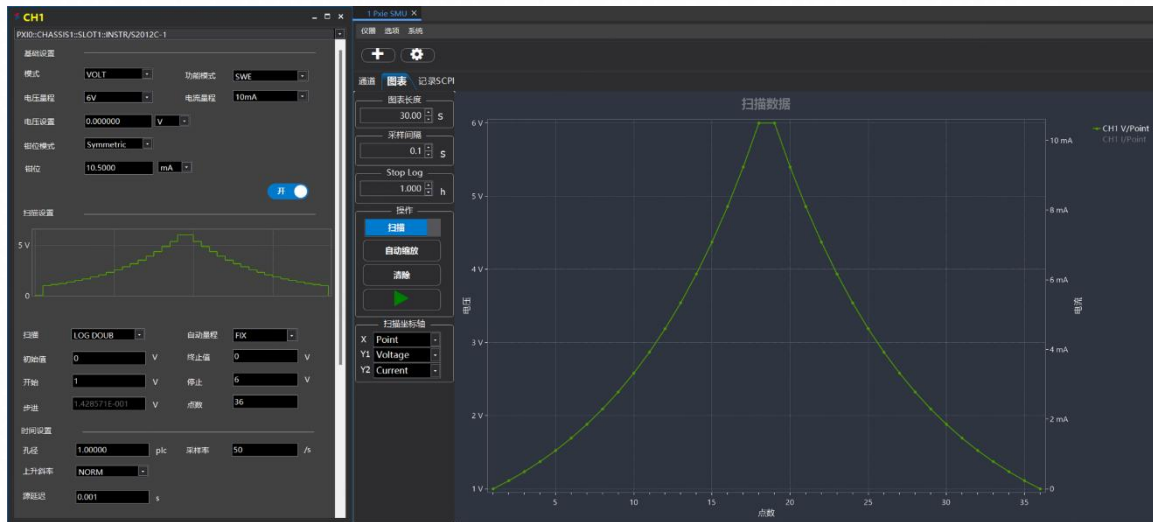 CH1
PXI0::CHASSIS1::SLOT1::INSTR/S2012C-1
基础设置
模式 VOLT 功能模式 SWE
电压量程 6V 电流量程 10mA
电压设置 0.000000 V
钳位模式 Symmetric
钳位 10.5000 mA
开
扫描设置
5 V
0
扫描 LOG DOUB 自动量程 FIX
初始值 0 V 终止值 0 V
开始 1 V 停止 6 V
步进 1.428571E-001 V 点数 36
时间设置
孔径 1.00000 plc 采样率 50 /s
上升斜率 NORM
源延迟 0.001 s
1 Pxie SMU
仪器 选项 系统
通道 图表 记录SCPI
图表长度
30.00 S
采样间隔
0.1 S
Stop Log
1.000 h
操作
扫描
自动缩放
清除
扫描坐标轴
X Point
Y1 Voltage
Y2 Current
扫描数据
6 V
5 V
4 V
3 V
2 V
1 V
电压
5 10 15 20 25 30 35
点数
10 mA
8 mA
6 mA
4 mA
2 mA
0
电流
CH1 V/Point
CH1 I/Point